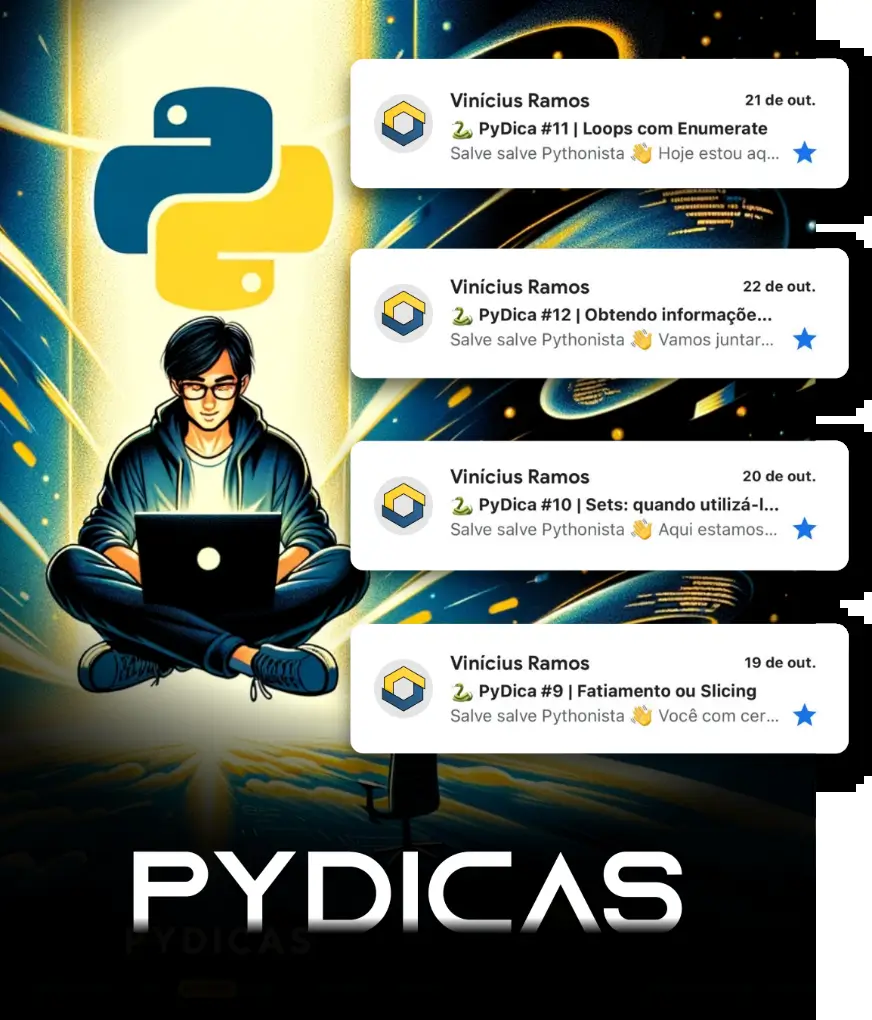 Vinícius Ramos
21 de out.
🐍 PyDica #11 | Loops com Enumerate
Salve salve Pythonista 👋 Hoje estou aq...
Vinícius Ramos
22 de out.
🐍 PyDica #12 | Obtendo informaçõe...
Salve salve Pythonista 👋 Vamos juntar...
Vinícius Ramos
20 de out.
🐍 PyDica #10 | Sets: quando utilizá-l...
Salve salve Pythonista 👋 Aqui estamos...
Vinícius Ramos
19 de out.
🐍 PyDica #9 | Fatiamento ou Slicing
Salve salve Pythonista 👋 Você com cer...
PYDICAS
PYDICAS